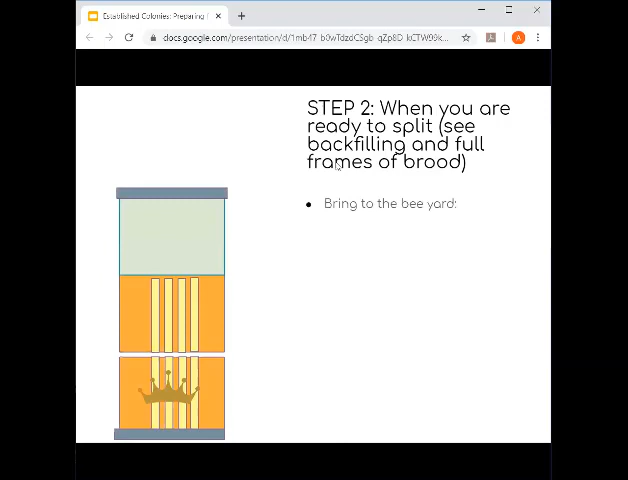 Established Colonies: Preparing f
docs.google.com/presentation/d/1mb47
STEP 2: When you are
ready to split (see
backfilling and full
frames of brood)
Bring to the bee yard: